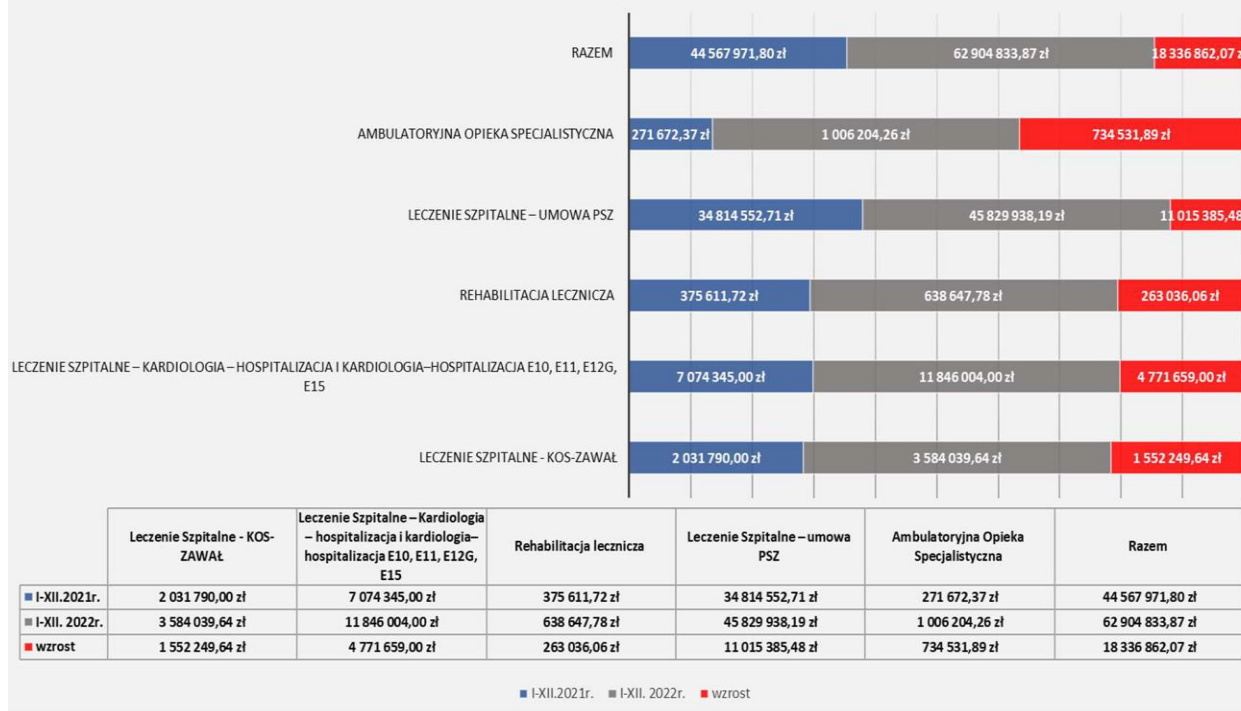 RAZEM 44 567 971,80 zł 62 904 833,87 zł 18 336 862,07 z
AMBULATORYJNA OPIEKA SPECJALISTYCZNA 271 672,37 zł 1 006 204,26 zł 734 531,89 zł
LECZENIE SZPITALNE – UMOWA PSZ 34 814 552,71 zł 45 829 938,19 zł 11 015 385,48
REHABILITACJA LECZNICZA 375 611,72 zł 638 647,78 zł 263 036,06 zł
LECZENIE SZPITALNE – KARDIOLOGIA – HOSPITALIZACJA I KARDIOLOGIA–HOSPITALIZACJA E10, E11, E12G,
E15
7 074 345,00 zł 11 846 004,00 zł 4 771 659,00 zł
LECZENIE SZPITALNE - KOS-ZAWAŁ 2 031 790,00 zł 3 584 039,64 zł 1 552 249,64 zł
Leczenie Szpitalne - KOS-
ZAWAŁ
Leczenie Szpitalne – Kardiologia
– hospitalizacja i kardiologia–
hospitalizacja E10, E11, E12G,
E15
Rehabilitacja lecznicza
Leczenie Szpitalne – umowa
PSZ
Ambulatoryjna Opieka
Specjalistyczna
Razem
I-XII.2021r. 2 031 790,00 zł 7 074 345,00 zł 375 611,72 zł 34 814 552,71 zł 271 672,37 zł 44 567 971,80 zł
I-XII. 2022r. 3 584 039,64 zł 11 846 004,00 zł 638 647,78 zł 45 829 938,19 zł 1 006 204,26 zł 62 904 833,87 zł
wzrost 1 552 249,64 zł 4 771 659,00 zł 263 036,06 zł 11 015 385,48 zł 734 531,89 zł 18 336 862,07 zł
I-XII.2021r. I-XII. 2022r. wzrost